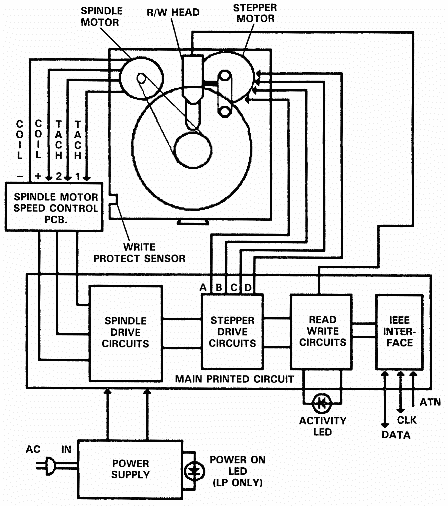 SPINDLE
MOTOR
R/W HEAD
STEPPER
MOTOR
COIL
COIL
TACH
TACH
–
+
2
1
SPINDLE MOTOR
SPEED CONTROL
PCB.
WRITE
PROTECT SENSOR
A B C D
SPINDLE
DRIVE
CIRCUITS
STEPPER
DRIVE
CIRCUITS
READ
WRITE
CIRCUITS
IEEE
INTER-
FACE
MAIN PRINTED CIRCUIT
ACTIVITY
LED
ATN
CLK
DATA
AC IN
POWER
SUPPLY
POWER ON
LED
(LP ONLY)